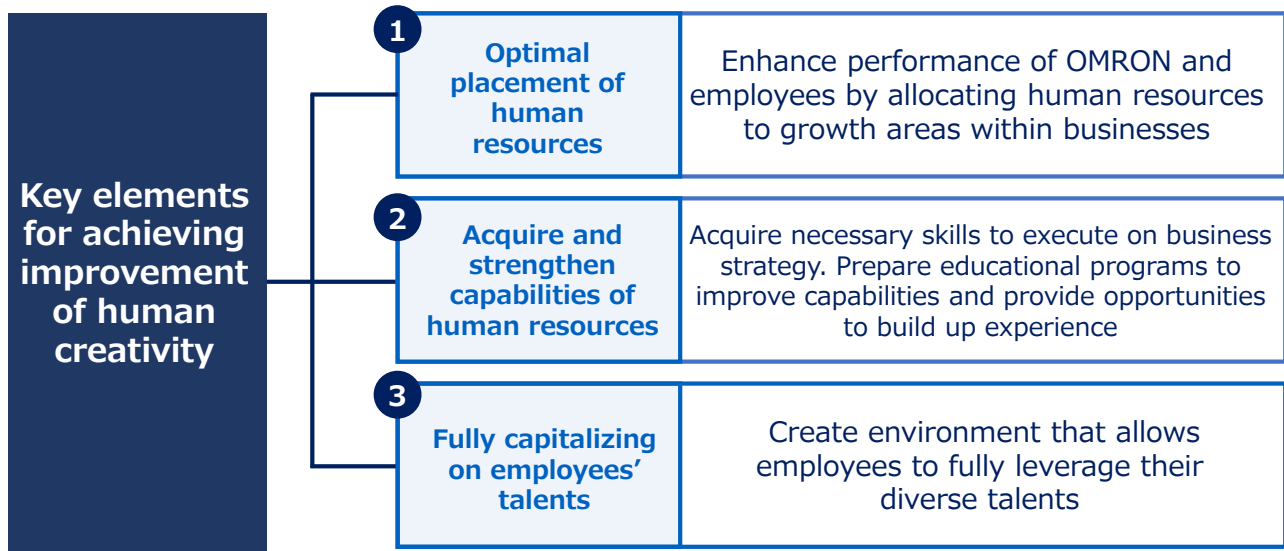 Key elements
for achieving
improvement
of human
creativity
1
Optimal
placement of
human
resources
Enhance performance of OMRON and
employees by allocating human resources
to growth areas within businesses
2
Acquire and
strengthen
capabilities of
human resources
Acquire necessary skills to execute on business
strategy. Prepare educational programs to
improve capabilities and provide opportunities
to build up experience
3
Fully capitalizing
on employees’
talents
Create environment that allows
employees to fully leverage their
diverse talents